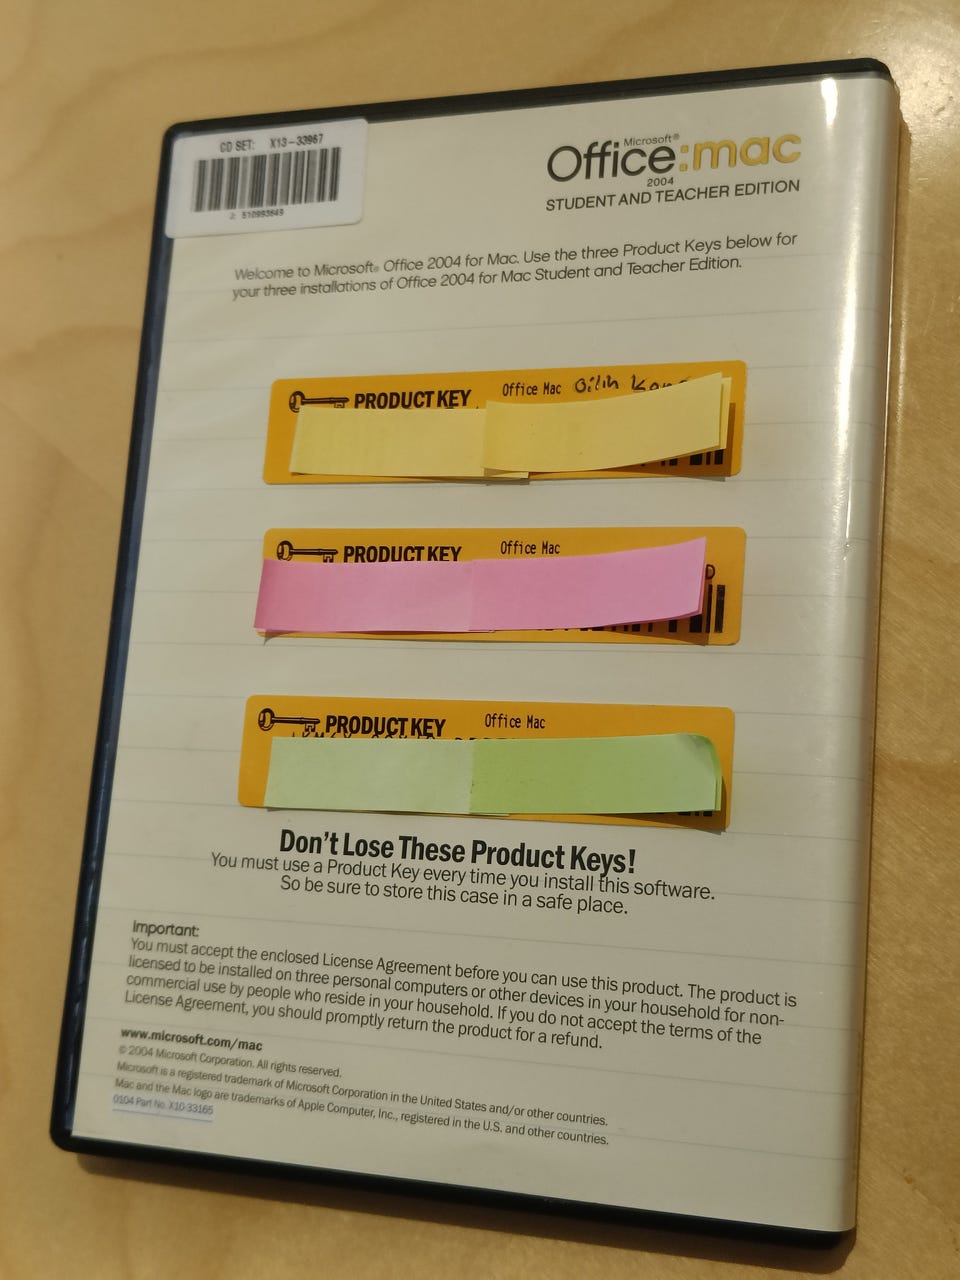 CD SET: X13-33967
J: 510993649
Microsoft®
Office:mac
2004
STUDENT AND TEACHER EDITION
Welcome to Microsoft® Office 2004 for Mac. Use the three Product Keys below for
your three installations of Office 2004 for Mac Student and Teacher Edition.
PRODUCT KEY Office Mac
PRODUCT KEY Office Mac
PRODUCT KEY Office Mac
Don't Lose These Product Keys!
You must use a Product Key every time you install this software.
So be sure to store this case in a safe place.
Important:
You must accept the enclosed License Agreement before you can use this product. The product is
licensed to be installed on three personal computers or other devices in your household for non-
commercial use by people who reside in your household. If you do not accept the terms of the
License Agreement, you should promptly return the product for a refund.
www.microsoft.com/mac
© 2004 Microsoft Corporation. All rights reserved.
Microsoft is a registered trademark of Microsoft Corporation in the United States and/or other countries.
Mac and the Mac logo are trademarks of Apple Computer, Inc., registered in the U.S. and other countries.
0104 Part No. X10-33165